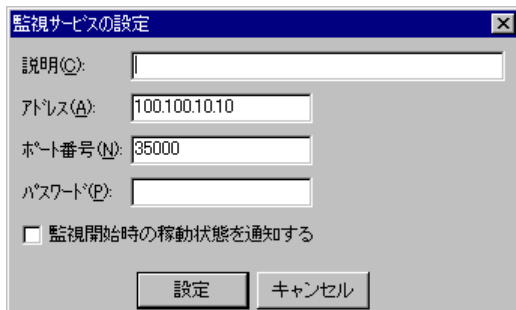 監視サービスの設定
説明(C):
アドレス(A): 100.100.10.10
ポート番号(N): 35000
パスワード(P):
監視開始時の稼動状態を通知する
設定 キャンセル